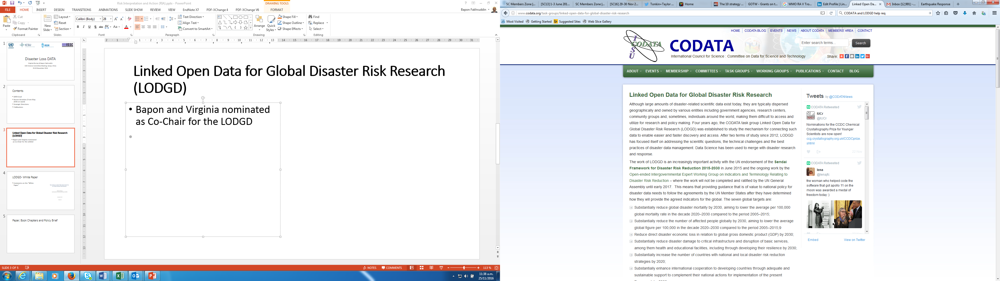 Risk Interpretation and Action (RIA).pptx - PowerPoint
DRAWING TOOLS
FILE HOME INSERT DESIGN TRANSITIONS ANIMATIONS SLIDE SHOW REVIEW VIEW EndNote X7 PDF-XChange 4 PDF-XChange V6 FORMAT
Bapon Fakhruddin
Paste
Cut
Copy
Format Painter
Clipboard
New Slide
Layout
Reset
Section
Slides
Calibri (Body) 28
Font
Text Direction
Align Text
Convert to SmartArt
Paragraph
Arrange
Quick Styles
Shape Fill
Shape Outline
Shape Effects
Drawing
Find
Replace
Select
Editing
1
ICSU
IRDR
ISSC
Disaster Loss DATA
Virginia Murray & Bapon Fakhruddin
29-30 November 2016
2
Contents
• DATA Goal
• Recent Activities (From May 2016 on ward)
• Strategic Directions
• Publications
3
Linked Open Data for Global Disaster Risk Research (LODGD)
• Bapon and Virginia nominated as Co-Chair for the LODGD
4
LODGD- White Paper
• Comments on the "White Paper"
5
Paper, Book Chapters and Policy Brief
Linked Open Data for Global Disaster Risk Research
(LODGD)
• Bapon and Virginia nominated
as Co-Chair for the LODGD
SLIDE 3 OF 5
NOTES COMMENTS 113 %
11:38 a.m.
25/11/2016
SC Members Zone |... [SC13] 1-3 June 201... SC Members Zone |... [SC16] 29-30 Nov 2... Tonkin+Taylor ... Home The 10 strategy ... GOTW - Grants on t... WMO RA V Tro... Edit Profile | Lin... Linked Open Da... Inbox (12,991) -... Earthquake Response
www.codata.org/task-groups/linked-open-data-for-global-disaster-risk-research
CODATA and LODGD help req
Most Visited Getting Started Suggested Sites Web Slice Gallery
HOME CODATA BLOG EVENTS NEWS ABOUT CODATA MEMBERS' AREA CONTACT
ICSU
CODATA
CODATA
International Council for Science : Committee on Data for Science and Technology
Enter search terms...
Search
Share:
ABOUT EVENTS MEMBERSHIP COMMITTEES TASK GROUPS WORKING GROUPS PUBLICATIONS CONTACT BLOG
Linked Open Data for Global Disaster Risk Research
Although large amounts of disaster-related scientific data exist today, they are typically dispersed
geographically and owned by various entities including government agencies, research centers,
community groups and, sometimes, individuals around the world, making them difficult to access and
utilize for research and policy making. Four years ago, the CODATA task group Linked Open Data for
Global Disaster Risk Research (LODGD) was established to study the mechanism for connecting such
data to enable easier and faster discovery and access. After two terms of study since 2012, LODGD
has focused itself on addressing the scientific questions, the technical challenges and the best
practices of disaster data management. Data Science has been used to merge with disaster research
and response.
The work of LODGD is an increasingly important activity with the UN endorsement of the Sendai
Framework for Disaster Risk Reduction 2015-2030 in June 2015 and the ongoing work by the
Open-ended Intergovernmental Expert Working Group on Indicators and Terminology Relating to
Disaster Risk Reduction – where the work will not be completed and ratified by the UN General
Assembly until early 2017. This means that providing guidance that is of value to national policy for
disaster data needs to follow the agreements by the UN Member States after they have determined
how they will provide the agreed indicators for the global. The seven global targets are:
Substantially reduce global disaster mortality by 2030, aiming to lower the average per 100,000
global mortality rate in the decade 2020–2030 compared to the period 2005–2015;
Substantially reduce the number of affected people globally by 2030, aiming to lower the average
global figure per 100,000 in the decade 2020–2030 compared to the period 2005–2015;9
Reduce direct disaster economic loss in relation to global gross domestic product (GDP) by 2030;
Substantially reduce disaster damage to critical infrastructure and disruption of basic services,
among them health and educational facilities, including through developing their resilience by 2030;
Substantially increase the number of countries with national and local disaster risk reduction
strategies by 2020;
Substantially enhance international cooperation to developing countries through adequate and
sustainable support to complement their national actions for implementation of the present
Tweets by @CODATANews
CODATA Retweeted
IUCr
@IUCr
Nominations for the CCDC Chemical
Crystallography Prize for Younger
Scientists are now open!
ccg.crystallography.org.uk/CCDCprize.
shtml
22 Nov
CODATA Retweeted
lena
@lenajfc
the woman who helped code the
software that got apollo 11 on the
moon was awarded a medal of
freedom today :)
Embed
View on Twitter